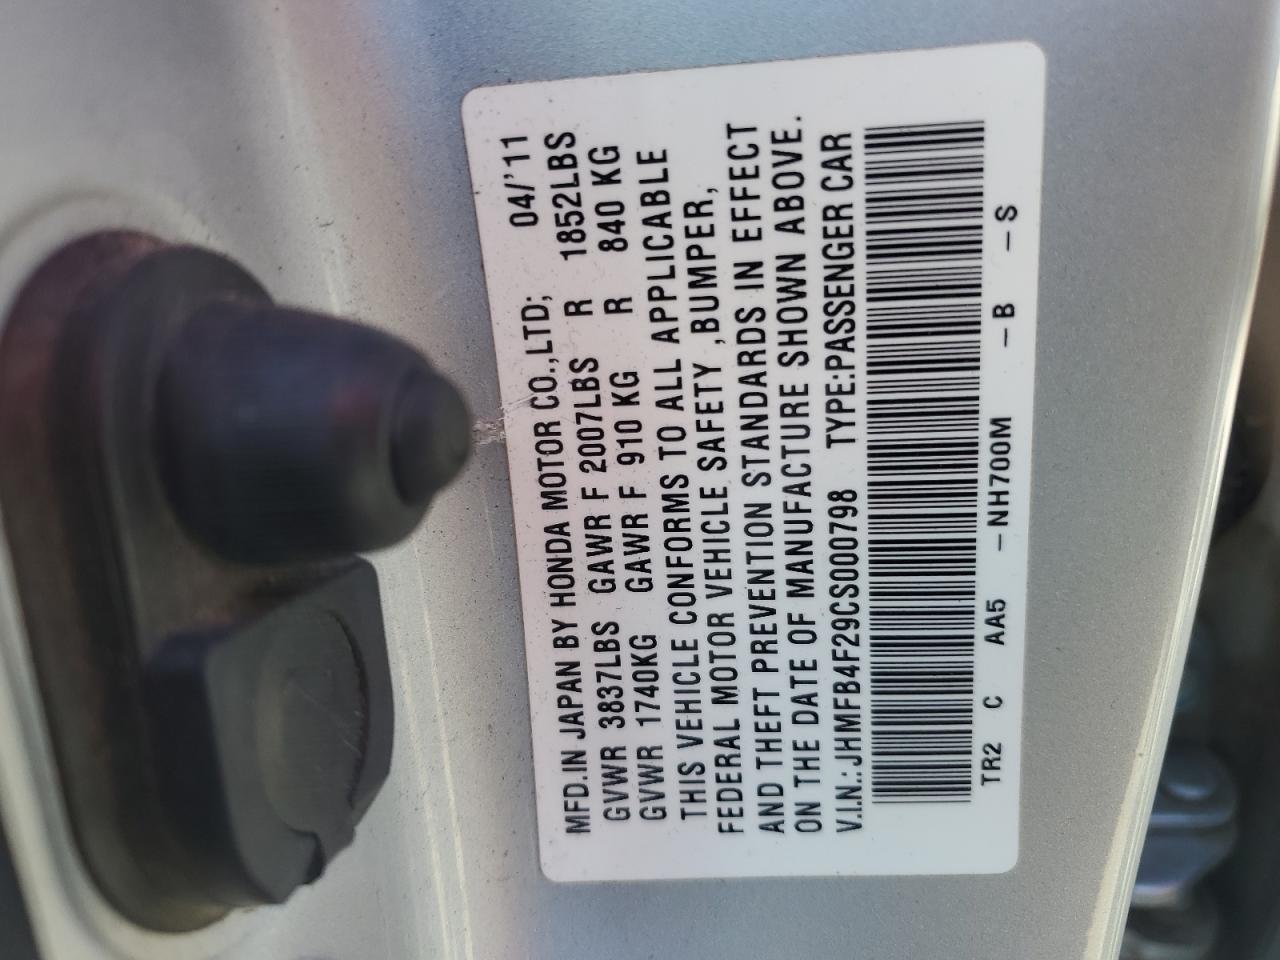 MFD.IN JAPAN BY HONDA MOTOR CO.,LTD; 04/'11
GVWR 3837LBS GAWR F 2007LBS R 1852LBS
GVWR 1740KG GAWR F 910 KG R 840 KG
THIS VEHICLE CONFORMS TO ALL APPLICABLE
FEDERAL MOTOR VEHICLE SAFETY ,BUMPER,
AND THEFT PREVENTION STANDARDS IN EFFECT
ON THE DATE OF MANUFACTURE SHOWN ABOVE.
V.I.N.:JHMFB4F29CS000798 TYPE:PASSENGER CAR
TR2 C AA5 -NH700M -B -S